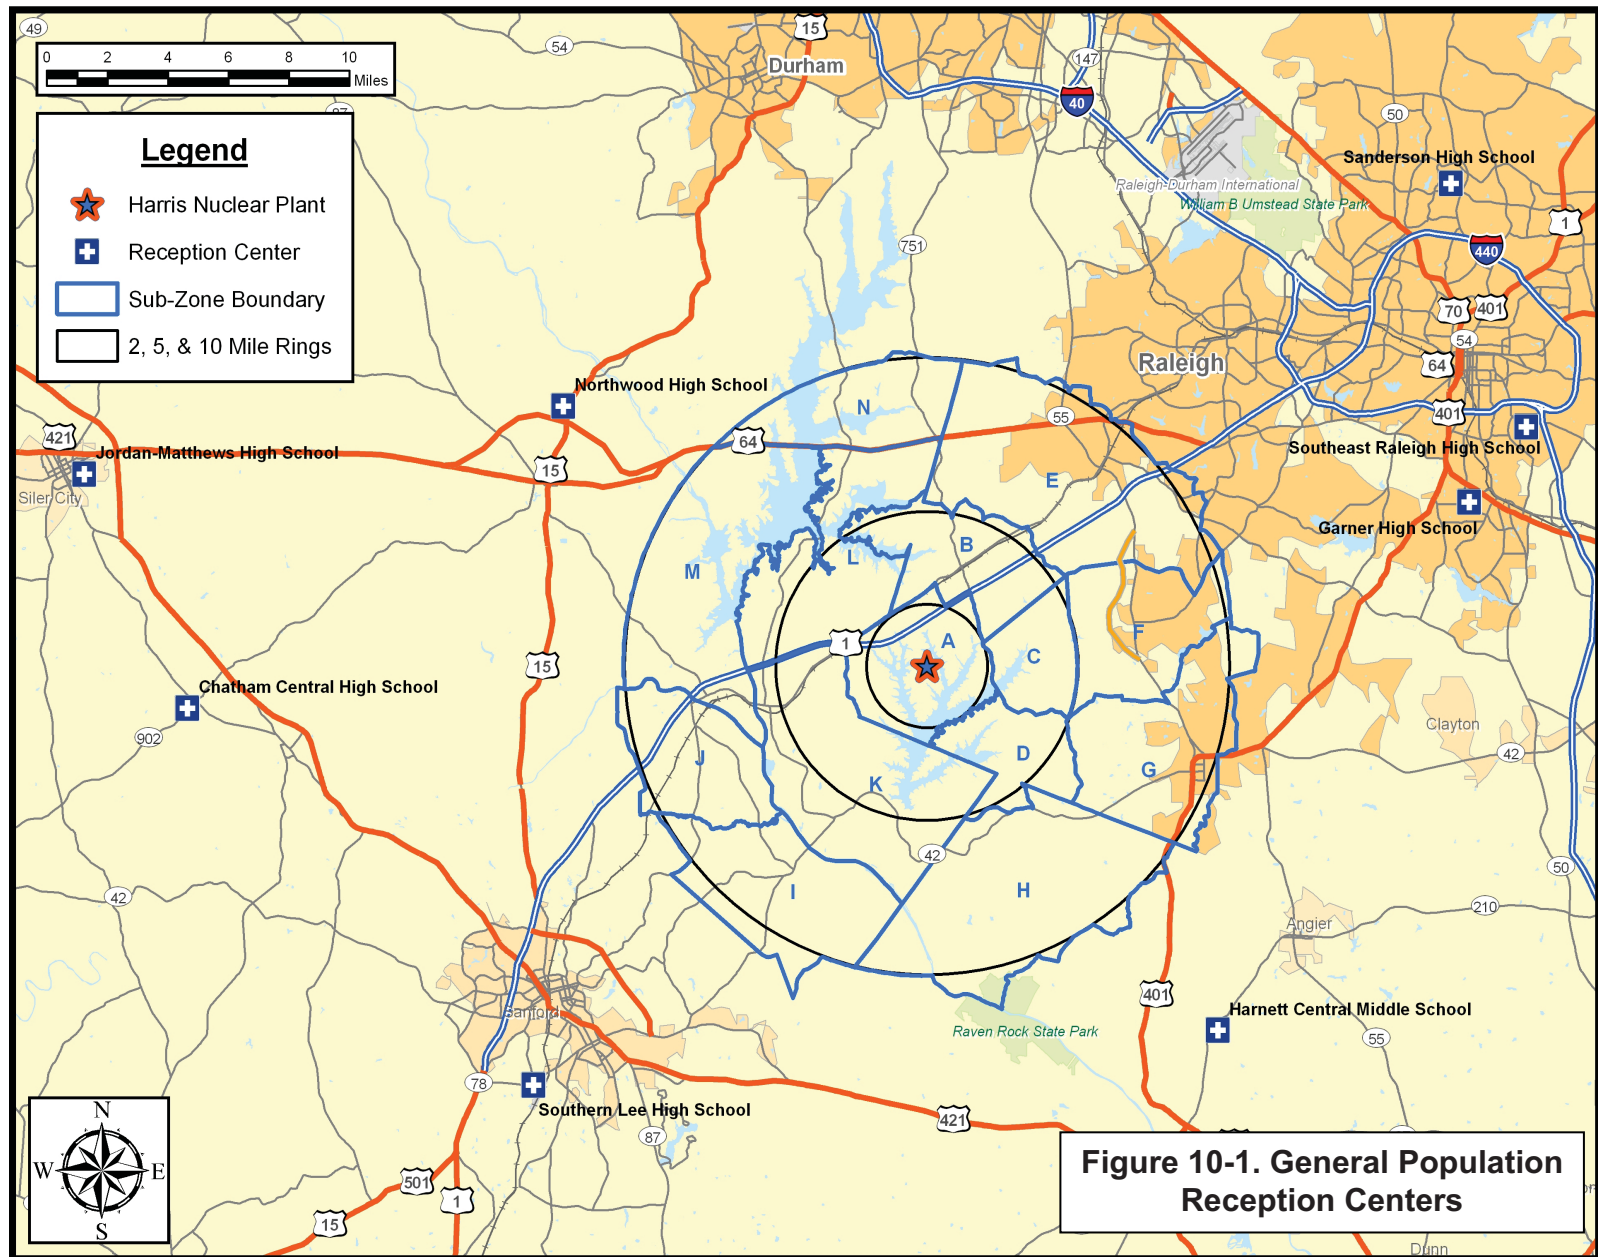 49
54
15
Durham
147
40
0 2 4 6 8 10
Miles
50
Sanderson High School
Legend
Harris Nuclear Plant
Reception Center
Sub-Zone Boundary
2, 5, & 10 Mile Rings
Raleigh-Durham International
William B Umstead State Park
1
751
440
70 401
54
Raleigh
64
Northwood High School
N
55
401
421
64
Jordan-Matthews High School
15
Southeast Raleigh High School
Siler City
E
Garner High School
B
L
M
F
1
A
C
15
Chatham Central High School
902
Clayton
42
J
D
G
K
42
50
I
H
42
210
Angier
401
Sanford
Harnett Central Middle School
Raven Rock State Park
55
78
Southern Lee High School
421
87
N
W E
S
501
1
15
Figure 10-1. General Population
Reception Centers
Dunn